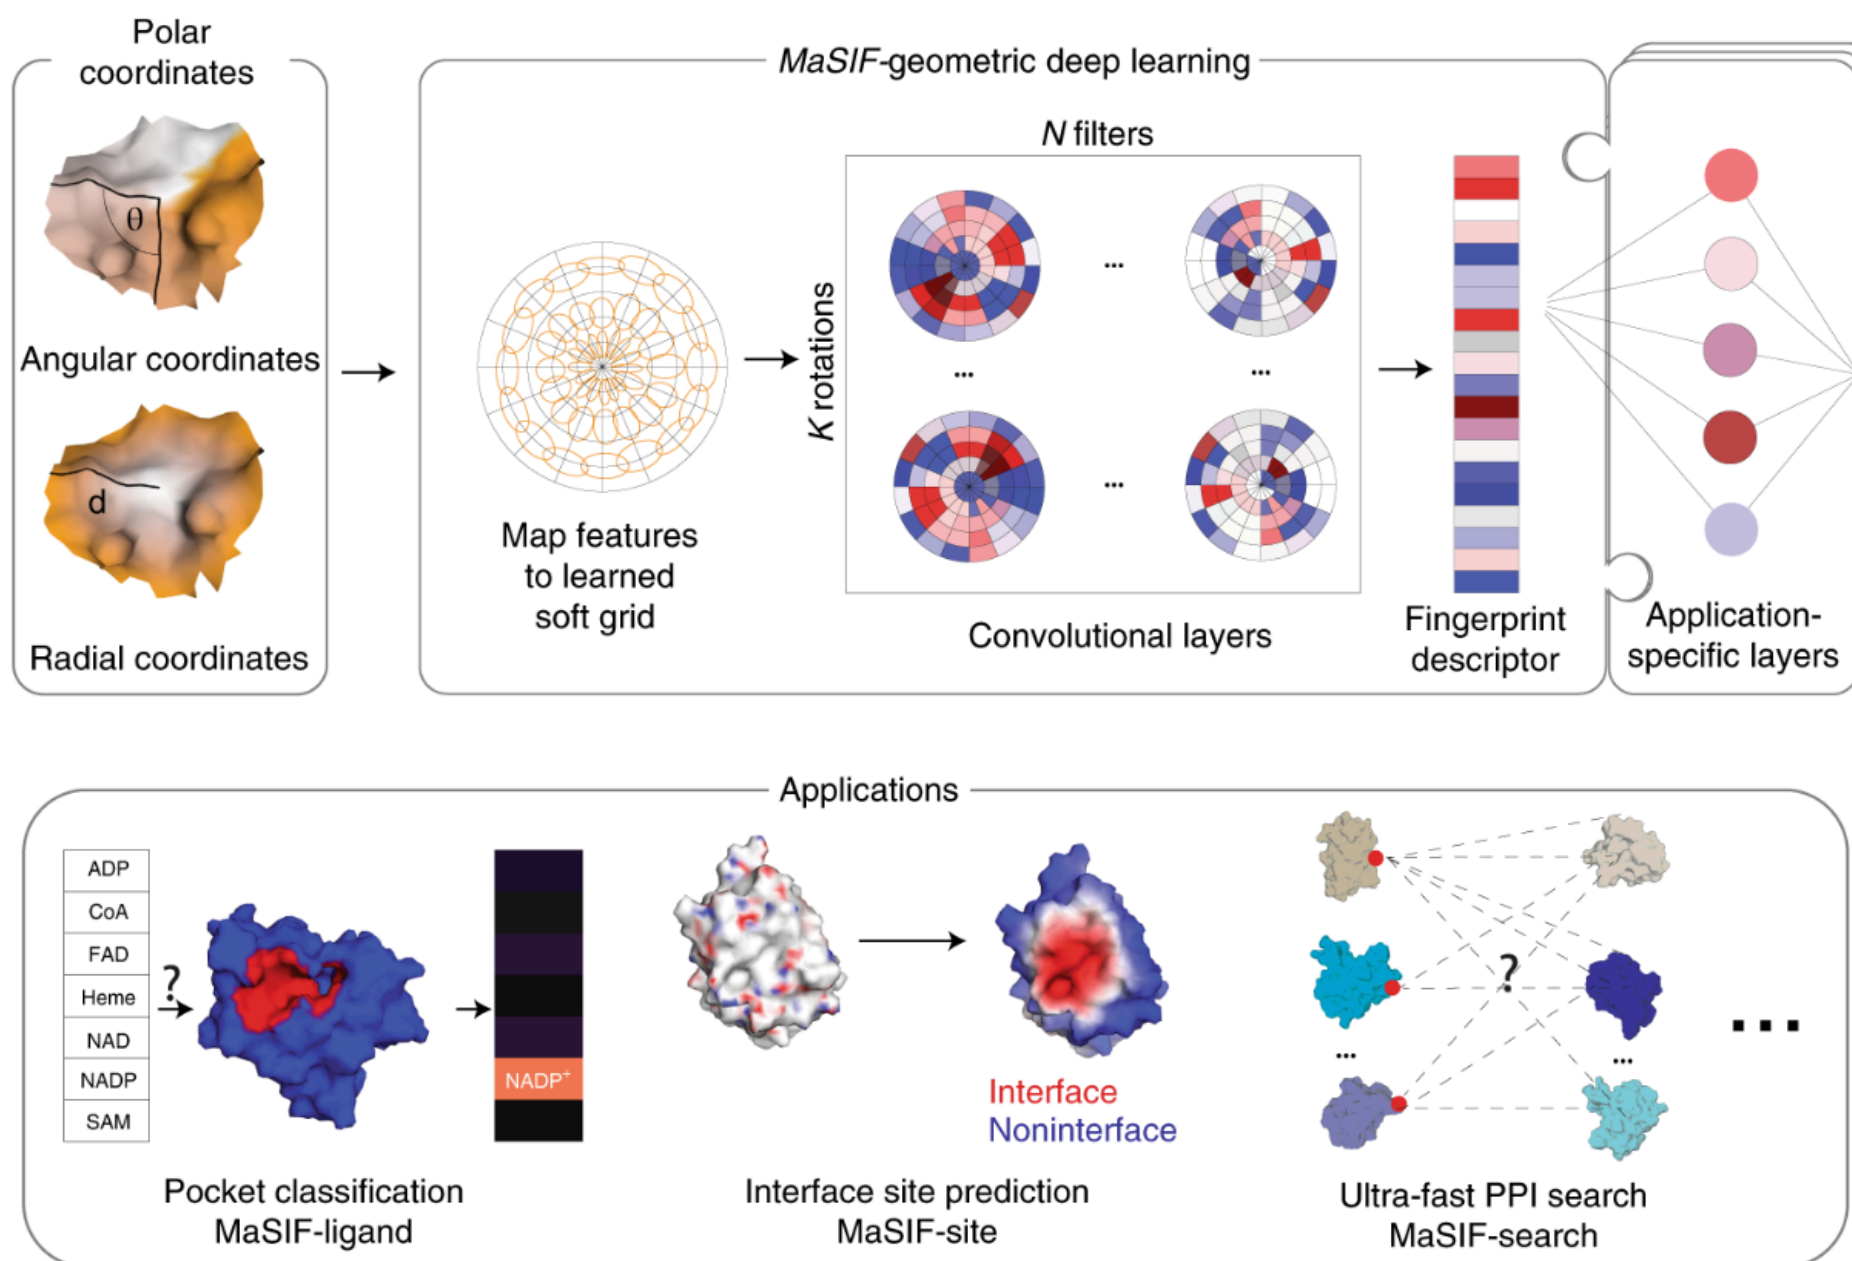 Polar
coordinates
θ
Angular coordinates
d
Radial coordinates
MaSIF-geometric deep learning
Map features
to learned
soft grid
N filters
K rotations
...
...
...
...
Convolutional layers
Fingerprint
descriptor
Application-
specific layers
Applications
ADP
CoA
FAD
Heme
NAD
NADP
SAM
?
NADP⁺
Pocket classification
MaSIF-ligand
Interface
Noninterface
Interface site prediction
MaSIF-site
?
...
...
...
Ultra-fast PPI search
MaSIF-search